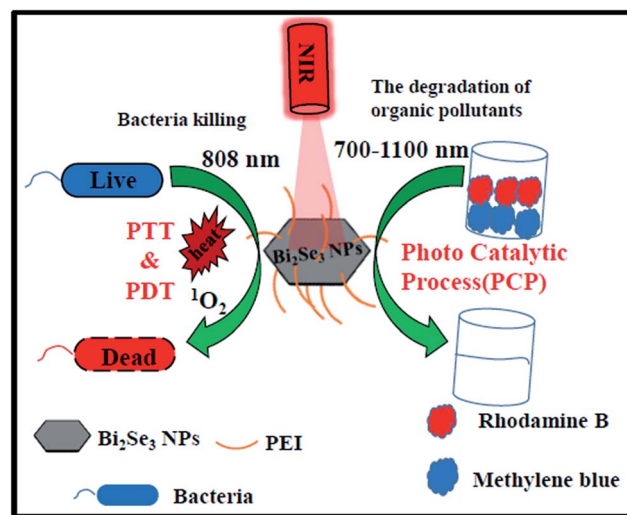 NIR
Bacteria killing
The degradation of
organic pollutants
808 nm
700-1100 nm
Live
PTT
&
PDT
heat
¹O₂
Bi₂Se₃ NPs
Photo Catalytic
Process(PCP)
Dead
Bi₂Se₃ NPs
PEI
Rhodamine B
Bacteria
Methylene blue